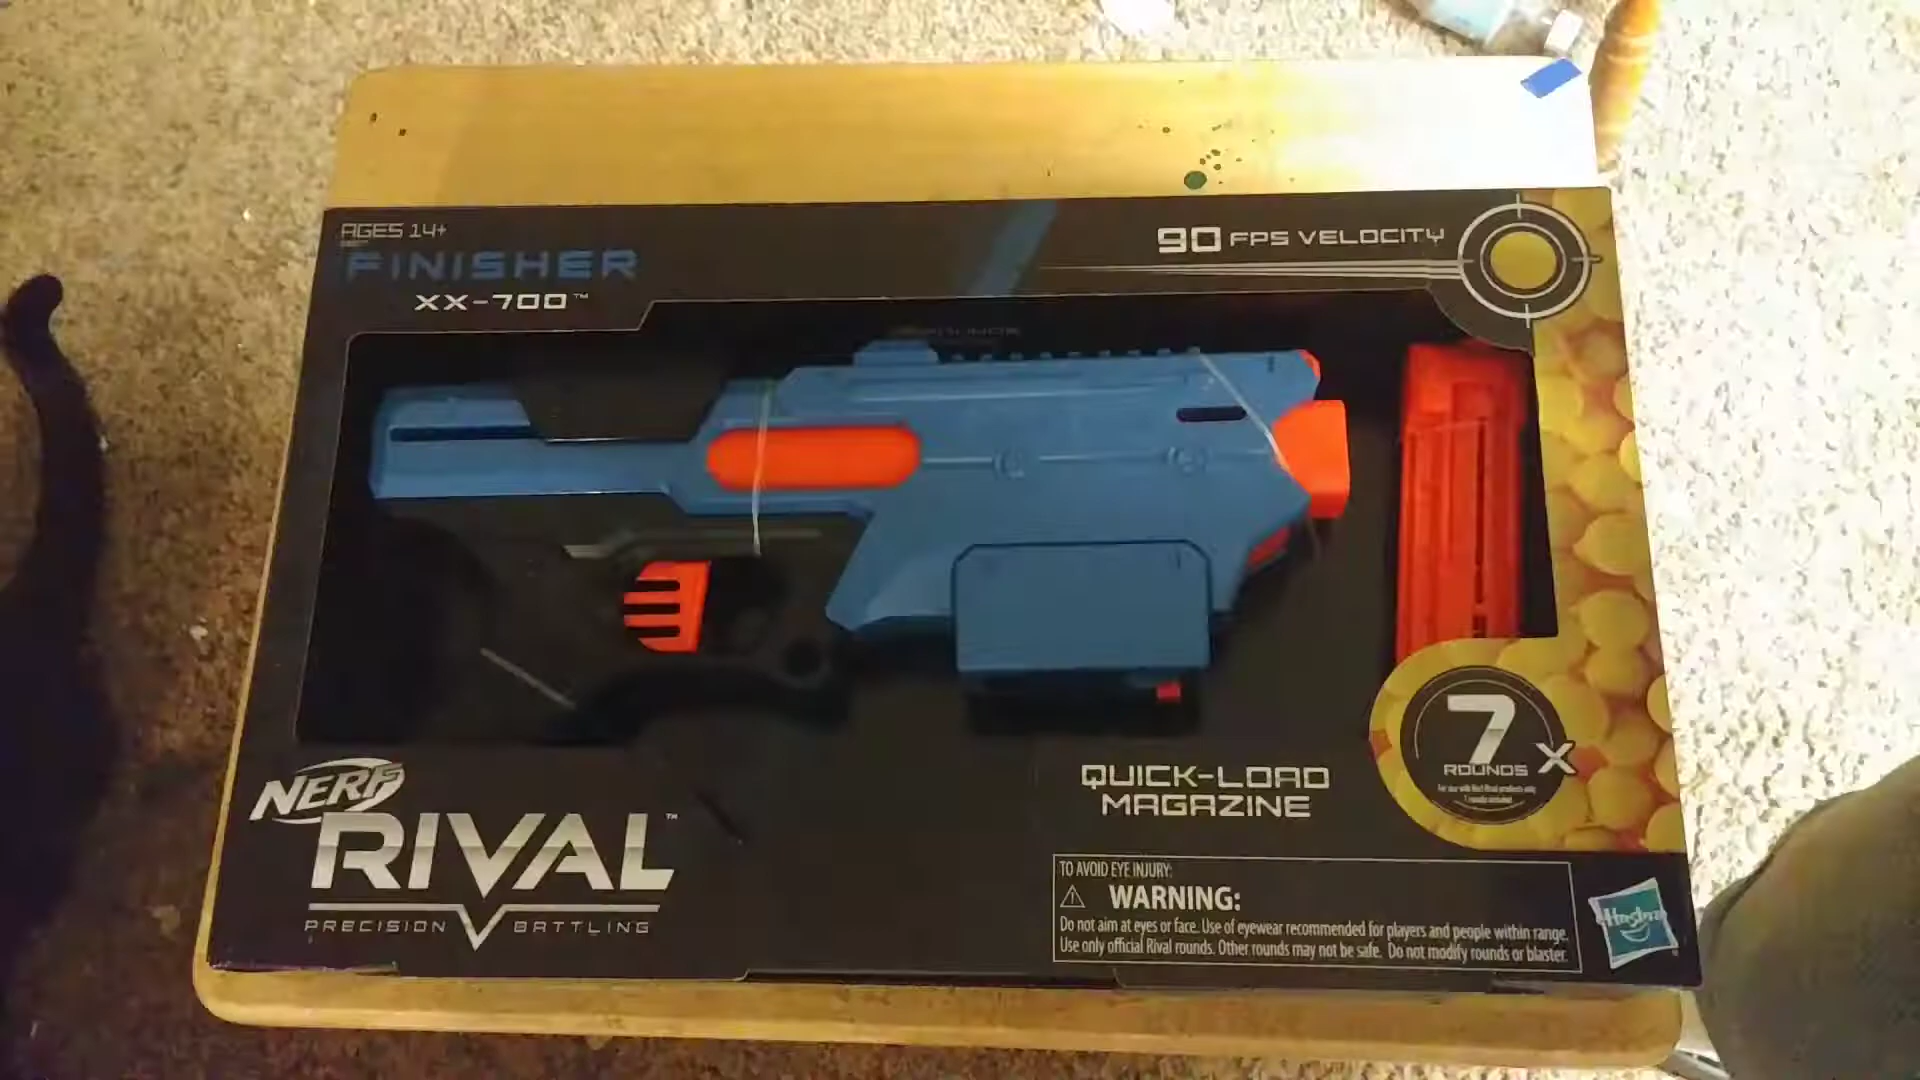 AGES 14+
FINISHER
XX-700™
90 FPS VELOCITY
NERF
RIVAL™
PRECISION BATTLING
QUICK-LOAD
MAGAZINE
7X
ROUNDS
TO AVOID EYE INJURY:
⚠ WARNING:
Do not aim at eyes or face. Use of eyewear recommended for players and people within range.
Use only official Rival rounds. Other rounds may not be safe. Do not modify rounds or blaster.
Hasbro